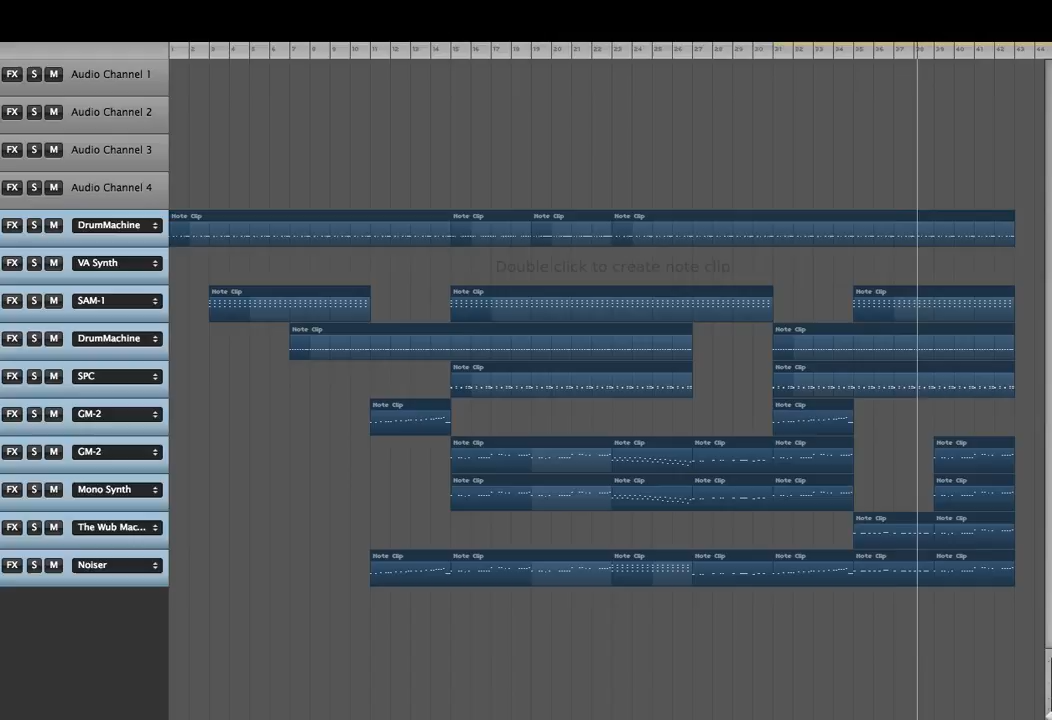 1 2 3 4 5 6 7 8 9 10 11 12 13 14 15 16 17 18 19 20 21 22 23 24 25 26 27 28 29 30 31 32 33 34 35 36 37 38 39 40 41 42 43 44
FX S M Audio Channel 1
FX S M Audio Channel 2
FX S M Audio Channel 3
FX S M Audio Channel 4
FX S M DrumMachine Note Clip Note Clip Note Clip Note Clip
FX S M VA Synth Double click to create note clip
FX S M SAM-1 Note Clip Note Clip Note Clip
FX S M DrumMachine Note Clip Note Clip
FX S M SPC Note Clip Note Clip
FX S M GM-2 Note Clip Note Clip
FX S M GM-2 Note Clip Note Clip Note Clip Note Clip Note Clip
FX S M Mono Synth Note Clip Note Clip Note Clip Note Clip Note Clip
FX S M The Wub Mac... Note Clip Note Clip
FX S M Noiser Note Clip Note Clip Note Clip Note Clip Note Clip Note Clip Note Clip